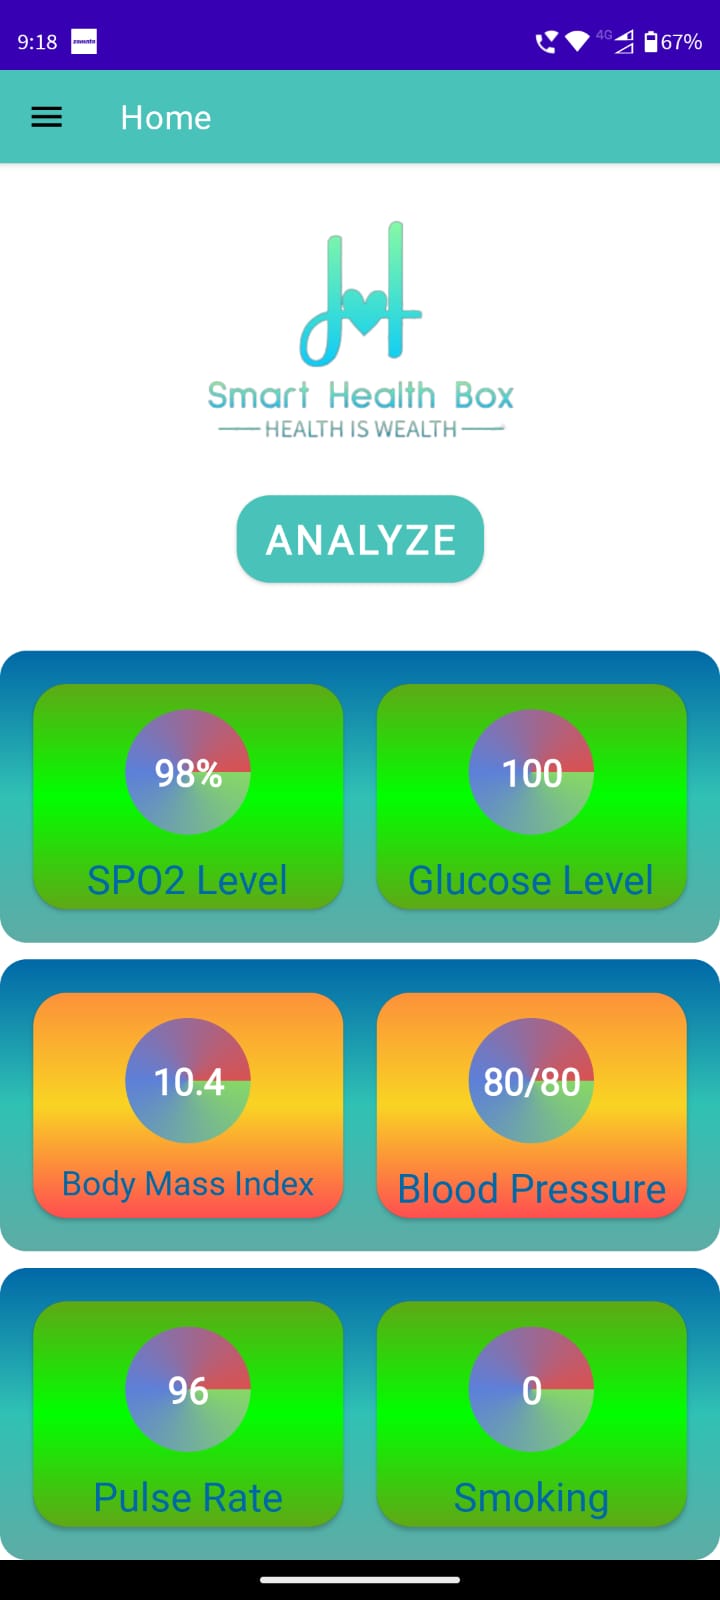 9:18 zoomto 4G 67%
Home
Smart Health Box
HEALTH IS WEALTH
ANALYZE
98% 100
SPO2 Level Glucose Level
10.4 80/80
Body Mass Index Blood Pressure
96 0
Pulse Rate Smoking